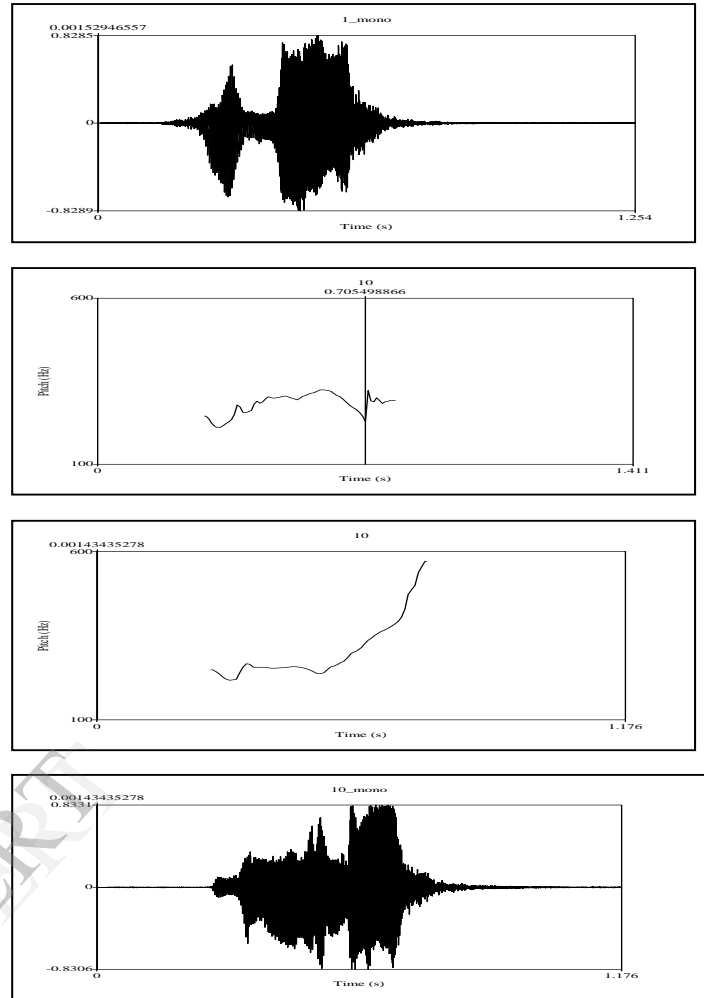 1_mono
0.00152946557
0.8285
0
-0.8289
0
1.254
Time (s)
10
0.705498866
600
Pitch (Hz)
100
0
1.411
Time (s)
10
0.00143435278
600
Pitch (Hz)
100
0
1.176
Time (s)
10_mono
0.00143435278
0.8331
0
-0.8306
0
1.176
Time (s)
ERT